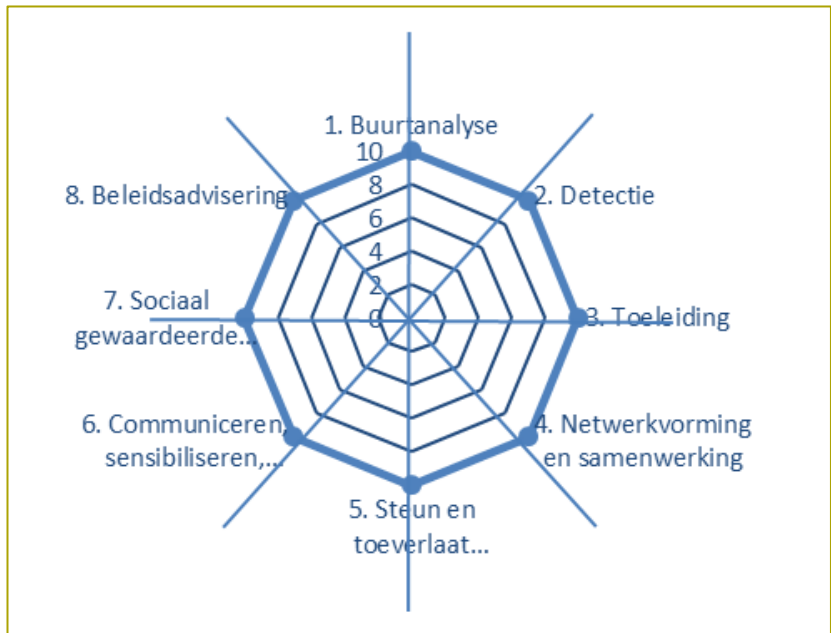 1. Buurtanalyse
10
8
6
4
2
0
2. Detectie
3. Toeleiding
4. Netwerkvorming
en samenwerking
5. Steun en
toeverlaat...
6. Communiceren,
sensibiliseren,...
7. Sociaal
gewaardeerde...
8. Beleidsadvisering